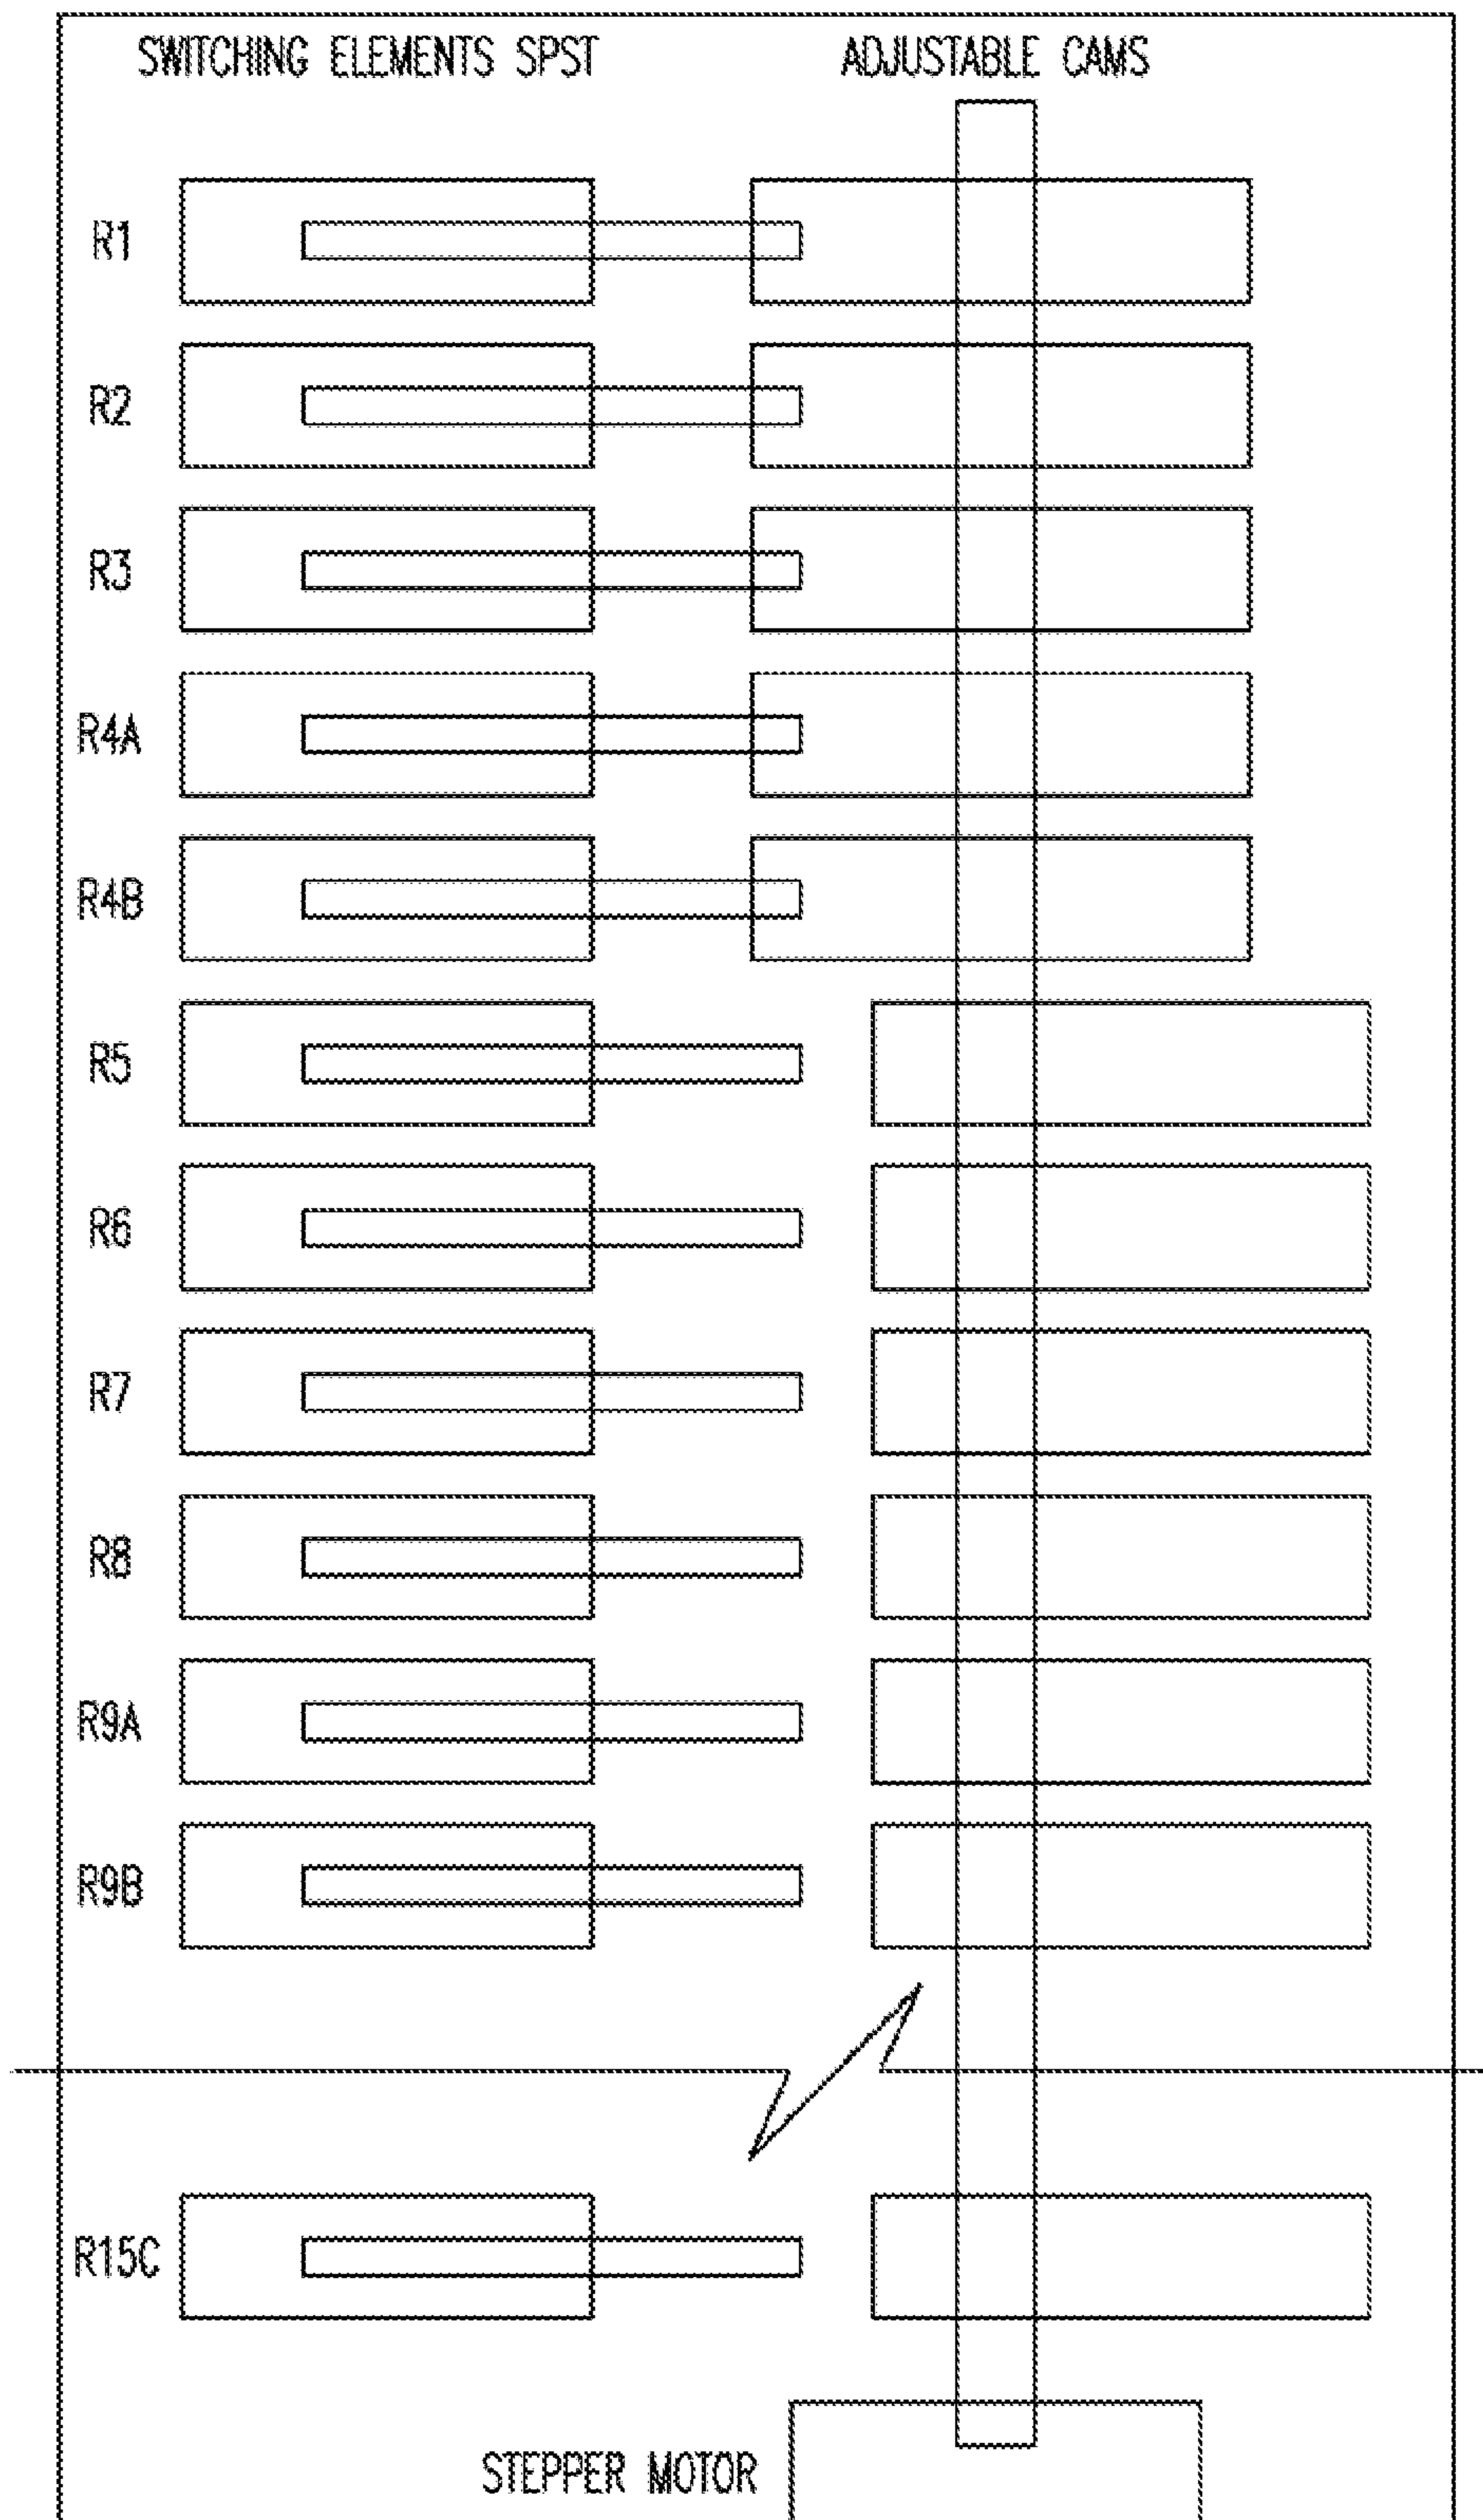 SWITCHING ELEMENTS SPST
ADJUSTABLE CAMS
R1
R2
R3
R4A
R4B
R5
R6
R7
R8
R9A
R9B
R15C
STEPPER MOTOR